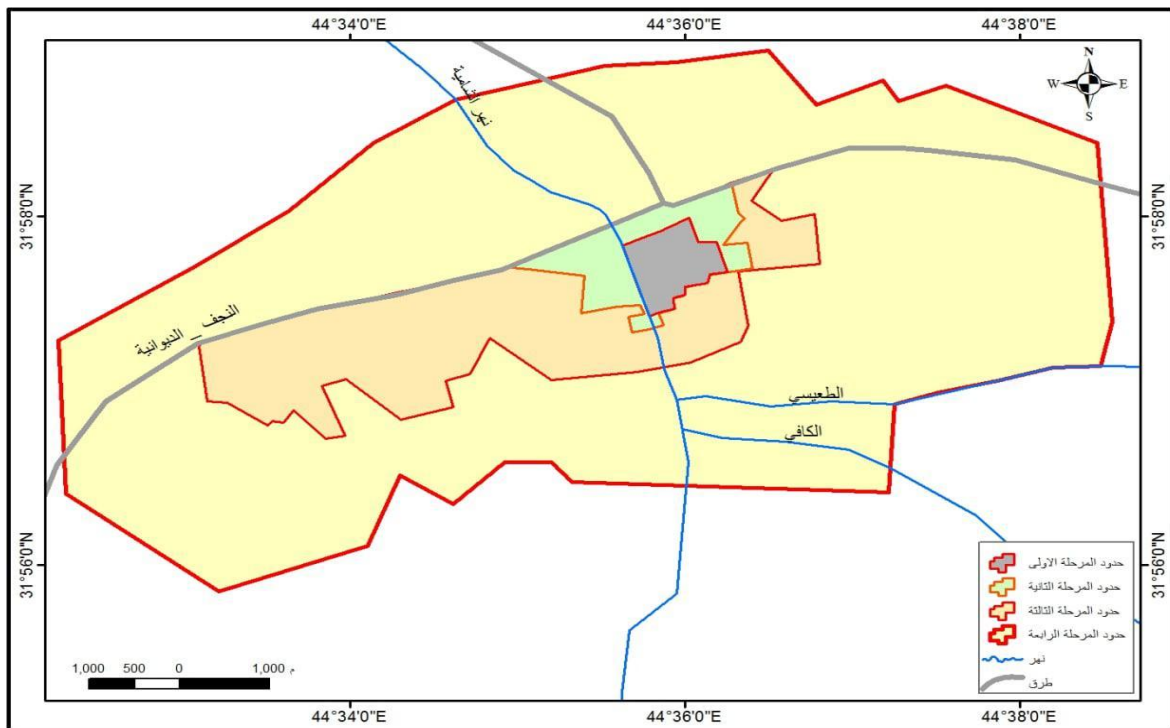 44°34'0"E
44°36'0"E
44°38'0"E
N
W E
S
نهر الشامية
31°58'0"N
31°58'0"N
النجف _ الديوانية
الطعيسي
الكافي
31°56'0"N
31°56'0"N
حدود المرحلة الاولى
حدود المرحلة الثانية
حدود المرحلة الثالثة
حدود المرحلة الرابعة
نهر
طرق
1,000 500 0 1,000 م
44°34'0"E
44°36'0"E
44°38'0"E